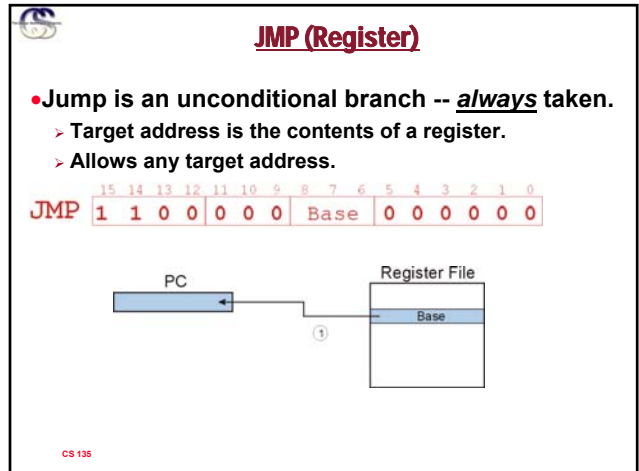 JMP (Register)
•Jump is an unconditional branch -- always taken.
➢ Target address is the contents of a register.
➢ Allows any target address.
15 14 13 12 11 10 9 8 7 6 5 4 3 2 1 0
JMP 1 1 0 0 0 0 0 Base 0 0 0 0 0 0
PC
Register File
Base
1
CS 135